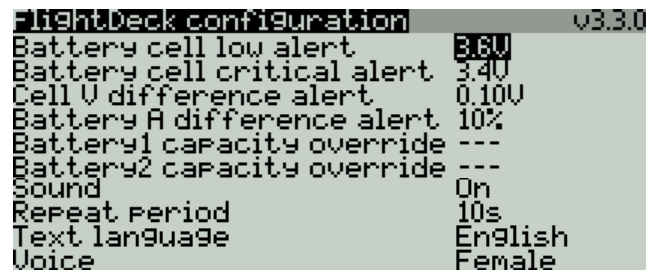 FlightDeck configuration v3.3.0
Battery cell low alert 3.6V
Battery cell critical alert 3.4V
Cell V difference alert 0.10V
Battery A difference alert 10%
Battery1 capacity override ---
Battery2 capacity override ---
Sound On
Repeat period 10s
Text language English
Voice Female